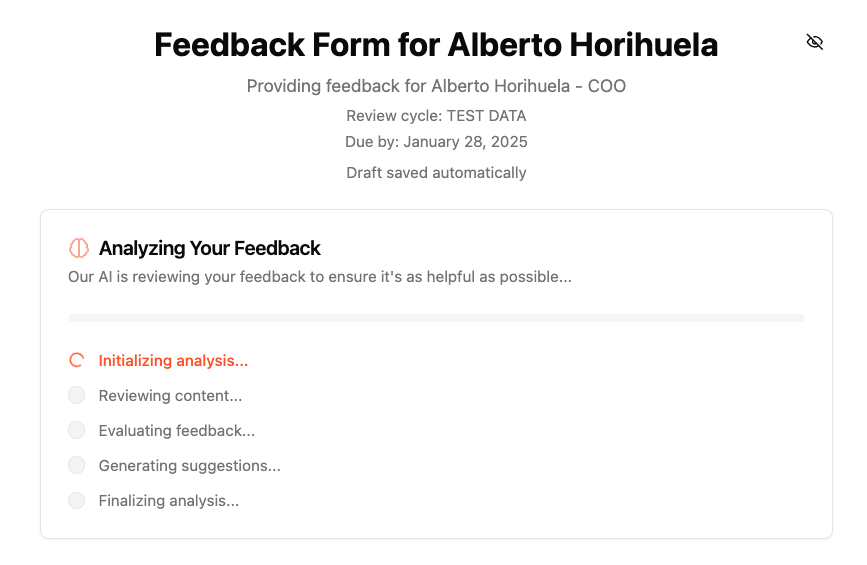 Feedback Form for Alberto Horihuela
Providing feedback for Alberto Horihuela - COO
Review cycle: TEST DATA
Due by: January 28, 2025
Draft saved automatically
Analyzing Your Feedback
Our AI is reviewing your feedback to ensure it's as helpful as possible...
Initializing analysis...
Reviewing content...
Evaluating feedback...
Generating suggestions...
Finalizing analysis...